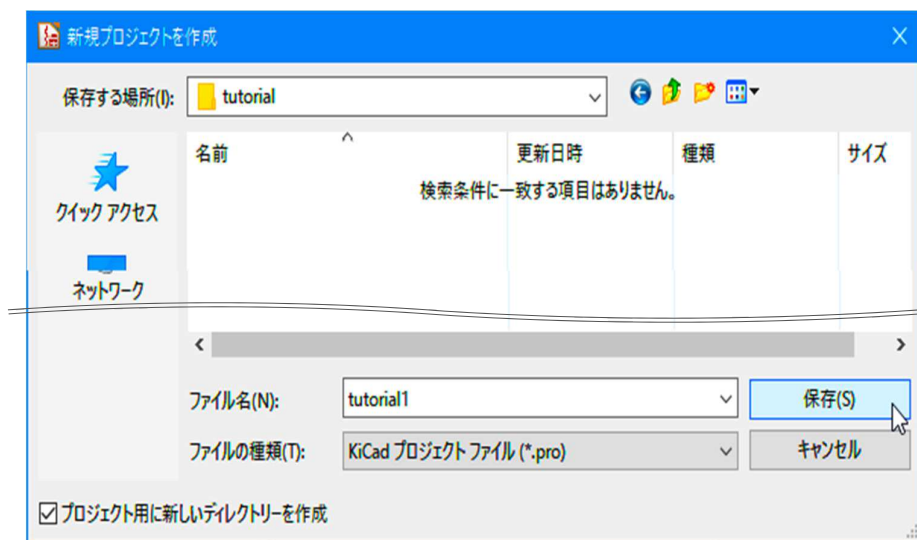 新規プロジェクトを作成
保存する場所(I): tutorial
名前 更新日時 種類 サイズ
検索条件に一致する項目はありません。
クイック アクセス
ネットワーク
ファイル名(N): tutorial1 保存(S)
ファイルの種類(T): KiCad プロジェクト ファイル (*.pro) キャンセル
プロジェクト用に新しいディレクトリーを作成